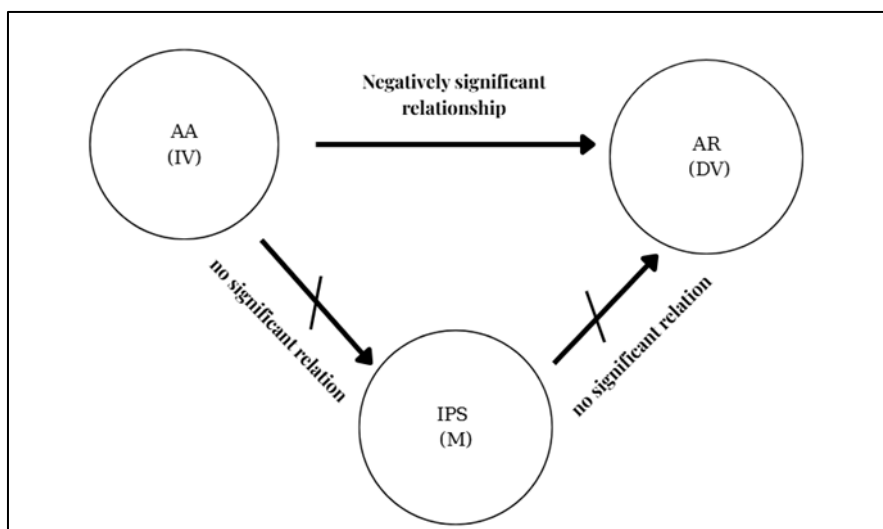 Negatively significant
relationship
AA
(IV)
AR
(DV)
no significant relation
no significant relation
IPS
(M)